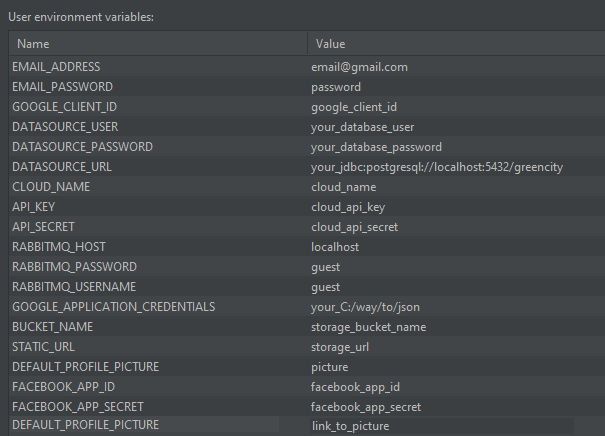 User environment variables:
Name Value
EMAIL_ADDRESS email@gmail.com
EMAIL_PASSWORD password
GOOGLE_CLIENT_ID google_client_id
DATASOURCE_USER your_database_user
DATASOURCE_PASSWORD your_database_password
DATASOURCE_URL your_jdbc:postgresql://localhost:5432/greencity
CLOUD_NAME cloud_name
API_KEY cloud_api_key
API_SECRET cloud_api_secret
RABBITMQ_HOST localhost
RABBITMQ_PASSWORD guest
RABBITMQ_USERNAME guest
GOOGLE_APPLICATION_CREDENTIALS your_C:/way/to/json
BUCKET_NAME storage_bucket_name
STATIC_URL storage_url
DEFAULT_PROFILE_PICTURE picture
FACEBOOK_APP_ID facebook_app_id
FACEBOOK_APP_SECRET facebook_app_secret
DEFAULT_PROFILE_PICTURE link_to_picture